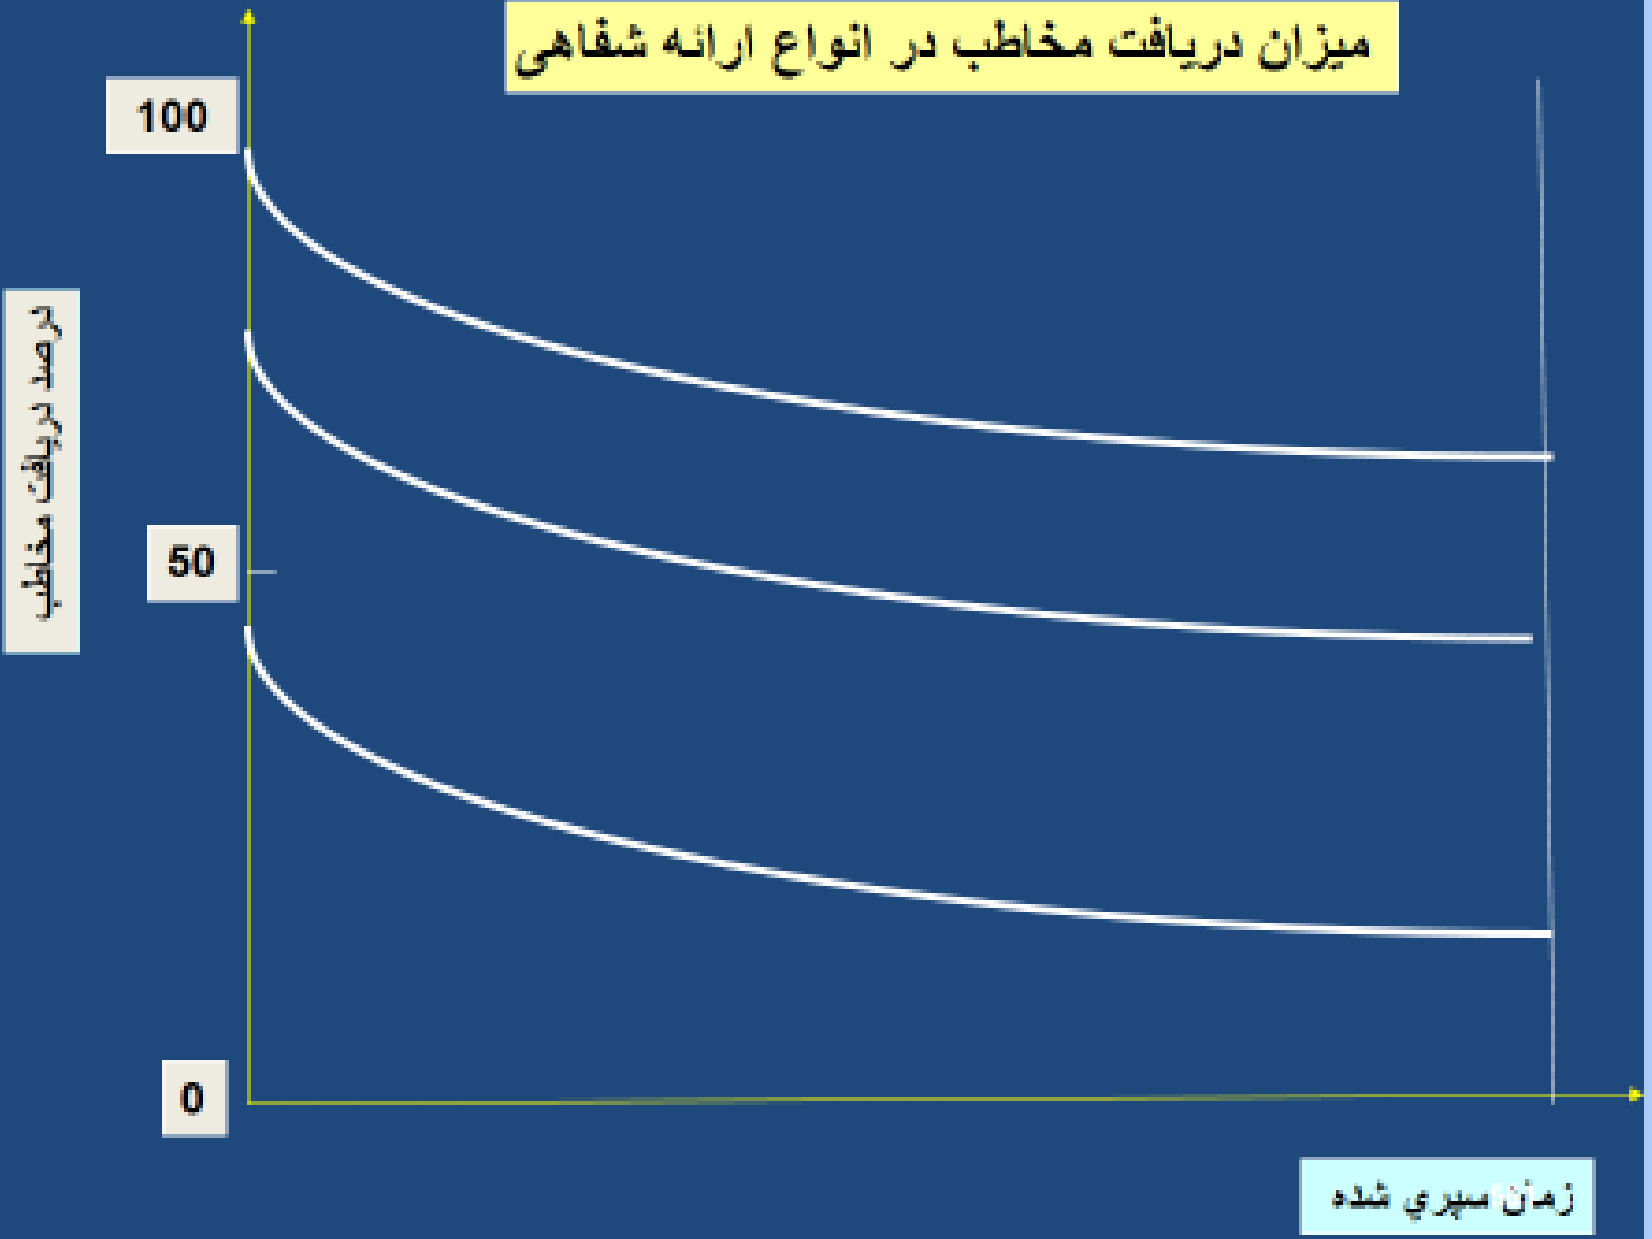 میزان دریافت مخاطب در انواع ارائه شفاهی
100
درصد دریافت مخاطب
50
0
زمان سپري شده